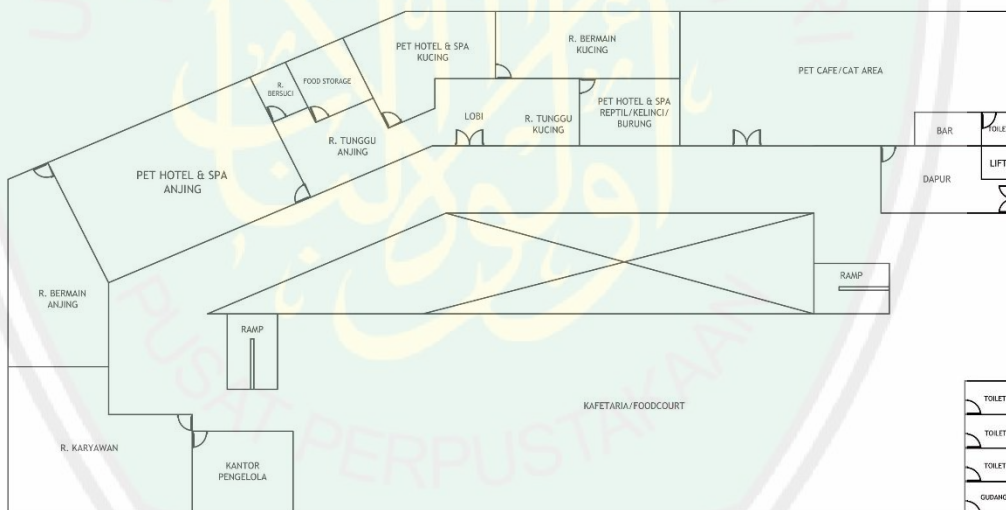 PET HOTEL & SPA
KUCING
R. BERMAIN
KUCING
PET CAFE/CAT AREA
FOOD STORAGE
R.
BERSUCI
LOBI
R. TUNGGU
KUCING
PET HOTEL & SPA
REPTIL/KELINCI/
BURUNG
R. TUNGGU
ANJING
BAR
TOILE
LIFT
DAPUR
PET HOTEL & SPA
ANJING
R. BERMAIN
ANJING
RAMP
RAMP
KAFETARIA/FOODCOURT
R. KARYAWAN
KANTOR
PENGELOLA
TOILET
TOILET
TOILET
GUDANG
PUSAT PERPUSTAKAAN